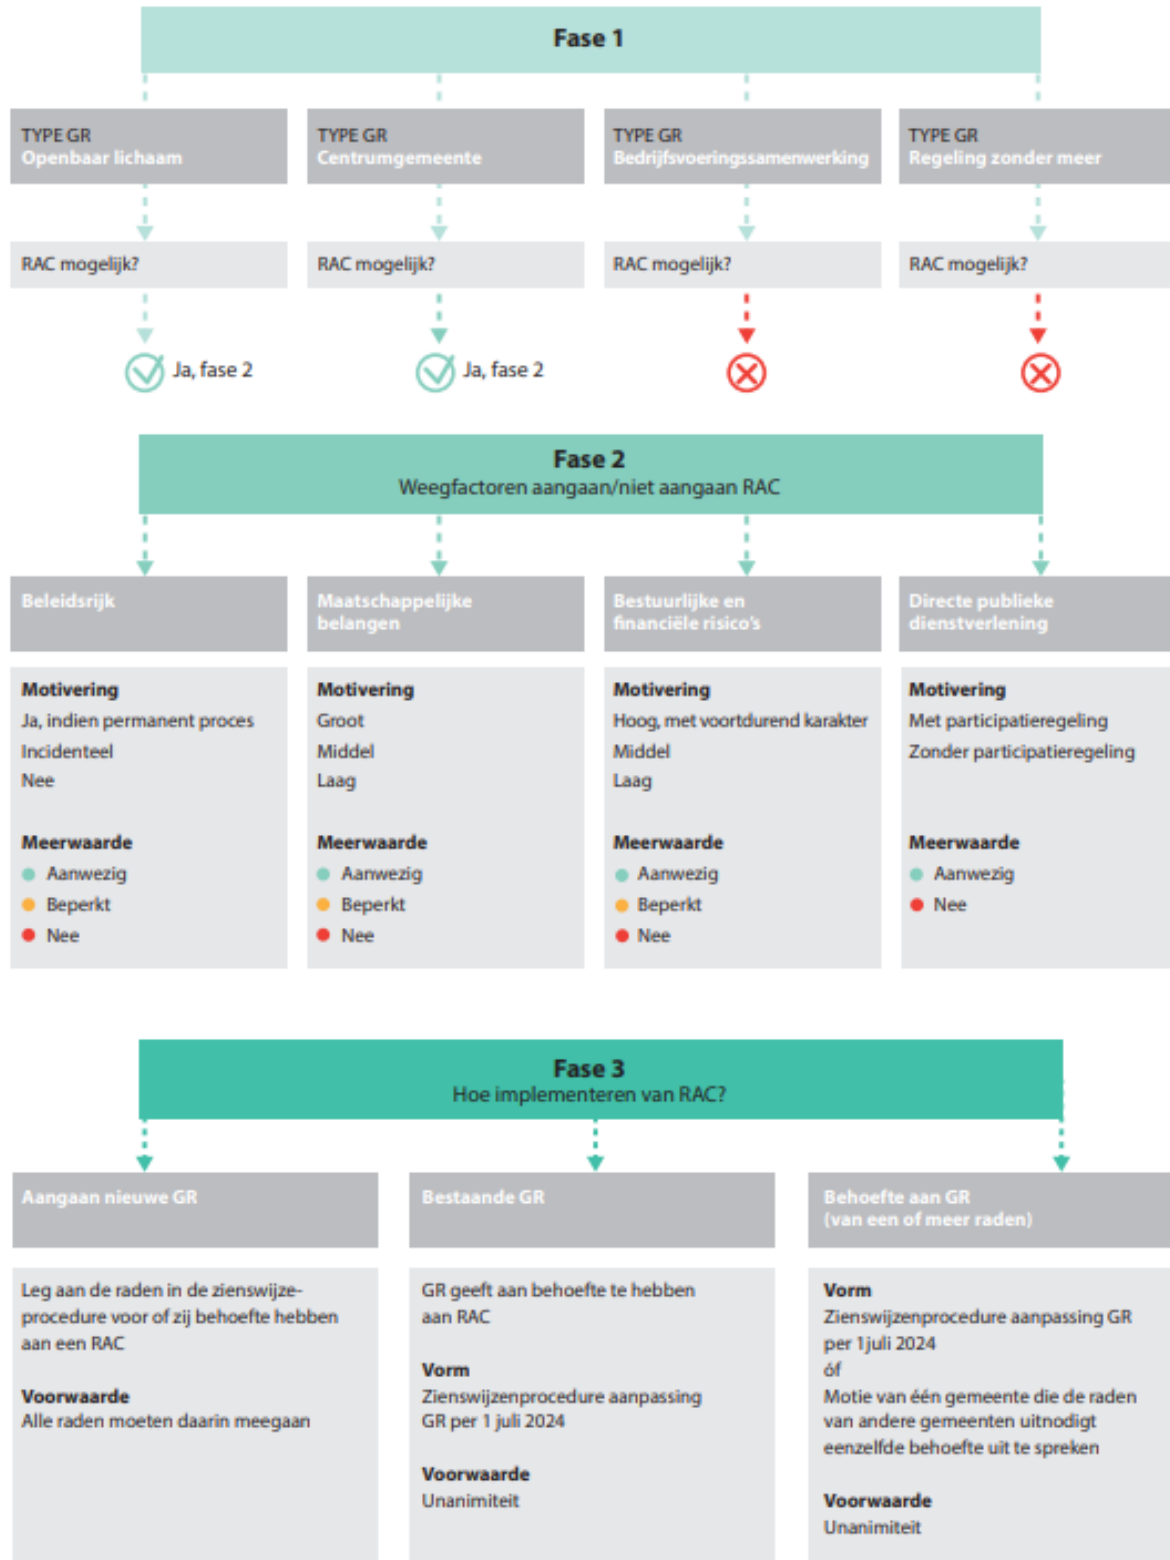 Fase 1
TYPE GR
Openbaar lichaam
TYPE GR
Centrumgemeente
TYPE GR
Bedrijfsvoeringssamenwerking
TYPE GR
Regeling zonder meer
RAC mogelijk?
RAC mogelijk?
RAC mogelijk?
RAC mogelijk?
Ja, fase 2
Ja, fase 2
Fase 2
Weegfactoren aangaan/niet aangaan RAC
Beleidsrijk
Motivering
Ja, indien permanent proces
Incidenteel
Nee
Meerwaarde
Aanwezig
Beperkt
Nee
Maatschappelijke
belangen
Motivering
Groot
Middel
Laag
Meerwaarde
Aanwezig
Beperkt
Nee
Bestuurlijke en
financiële risico's
Motivering
Hoog, met voortdurend karakter
Middel
Laag
Meerwaarde
Aanwezig
Beperkt
Nee
Directe publieke
dienstverlening
Motivering
Met participatieregeling
Zonder participatieregeling
Meerwaarde
Aanwezig
Nee
Fase 3
Hoe implementeren van RAC?
Aangaan nieuwe GR
Leg aan de raden in de zienswijze-
procedure voor of zij behoefte hebben
aan een RAC
Voorwaarde
Alle raden moeten daarin meegaan
Bestaande GR
GR geeft aan behoefte te hebben
aan RAC
Vorm
Zienswijzenprocedure aanpassing
GR per 1 juli 2024
Voorwaarde
Unanimiteit
Behoefte aan GR
(van een of meer raden)
Vorm
Zienswijzenprocedure aanpassing GR
per 1juli 2024
óf
Motie van één gemeente die de raden
van andere gemeenten uitnodigt
eenzelfde behoefte uit te spreken
Voorwaarde
Unanimiteit